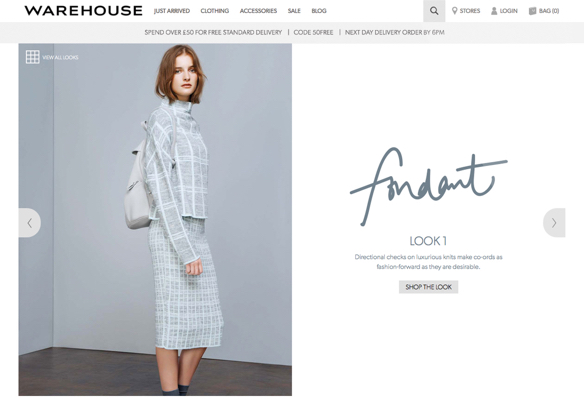 WAREHOUSE
JUST ARRIVED CLOTHING ACCESSORIES SALE BLOG
STORES LOGIN BAG (0)
SPEND OVER £50 FOR FREE STANDARD DELIVERY | CODE 50FREE | NEXT DAY DELIVERY ORDER BY 6PM
VIEW ALL LOOKS
fondant
LOOK 1
Directional checks on luxurious knits make co-ords as
fashion-forward as they are desirable.
SHOP THE LOOK